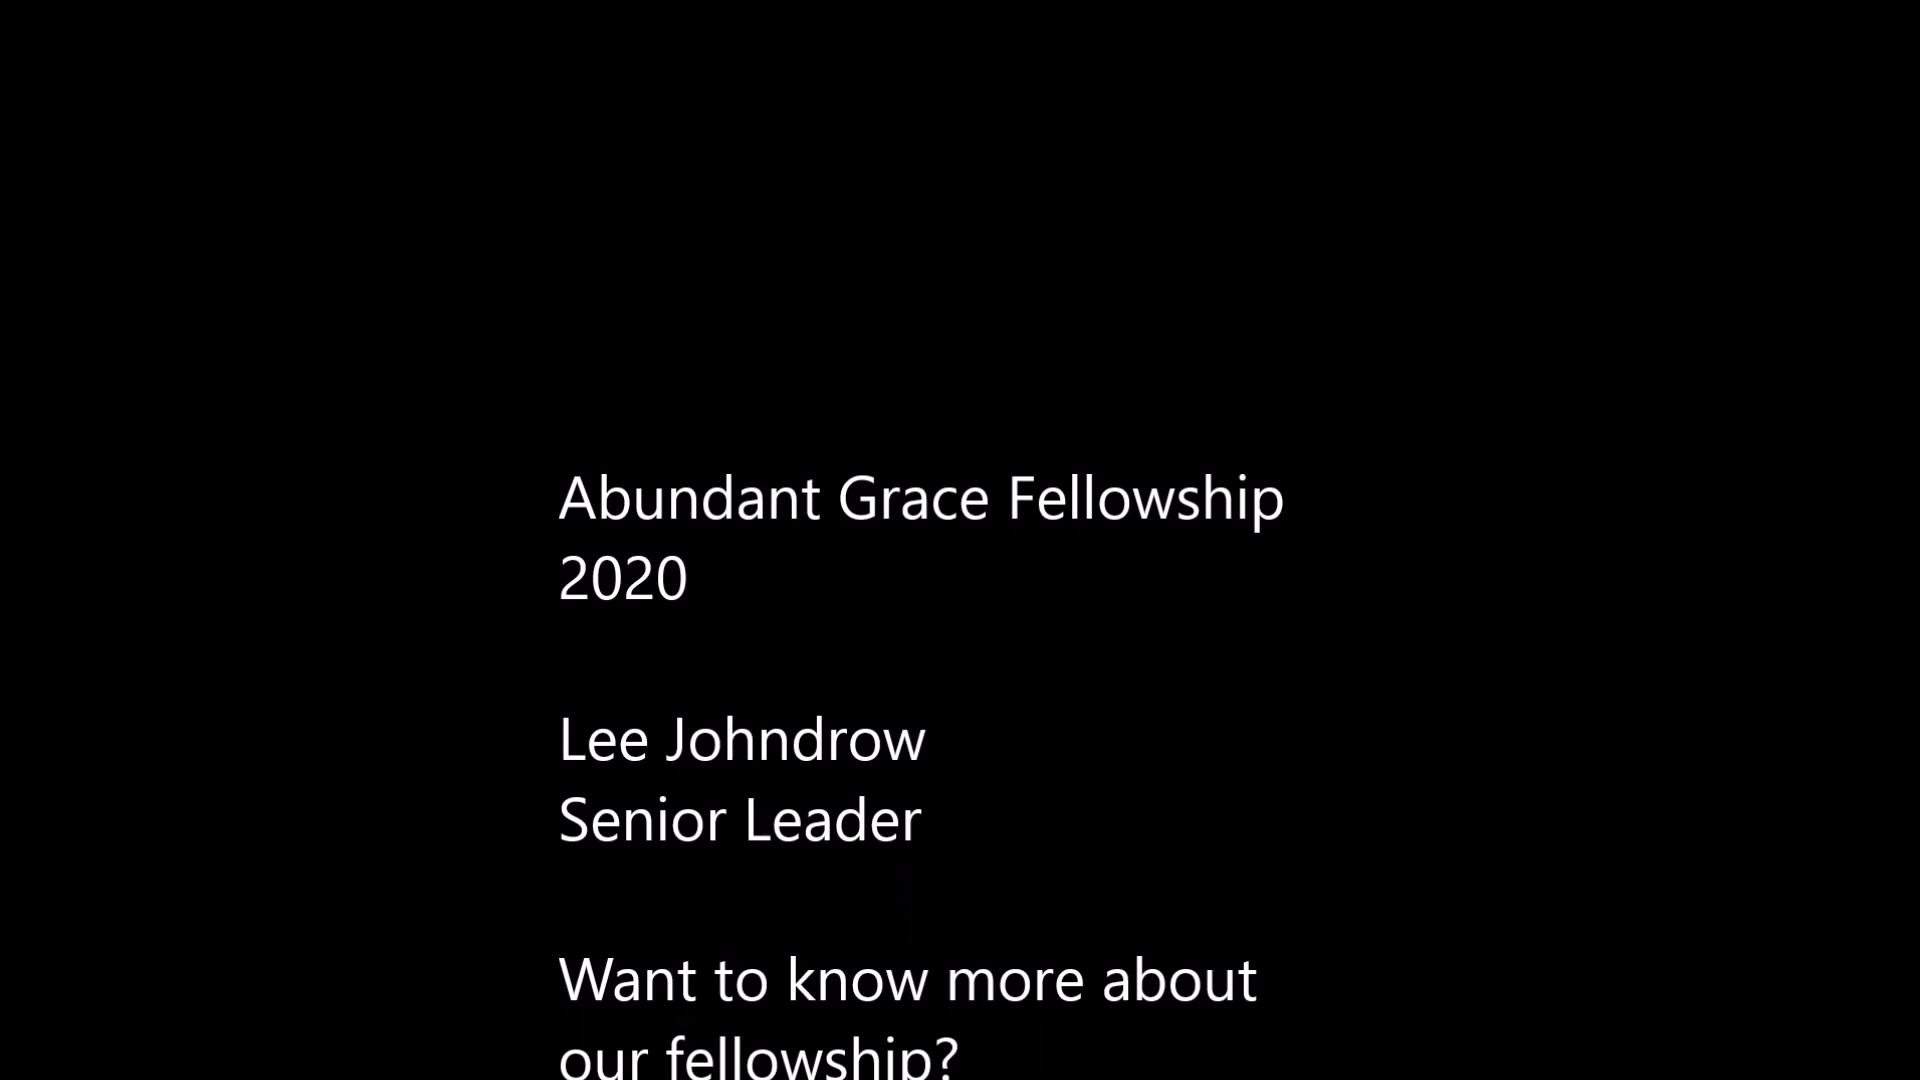 Abundant Grace Fellowship
2020
Lee Johndrow
Senior Leader
Want to know more about
our fellowship?